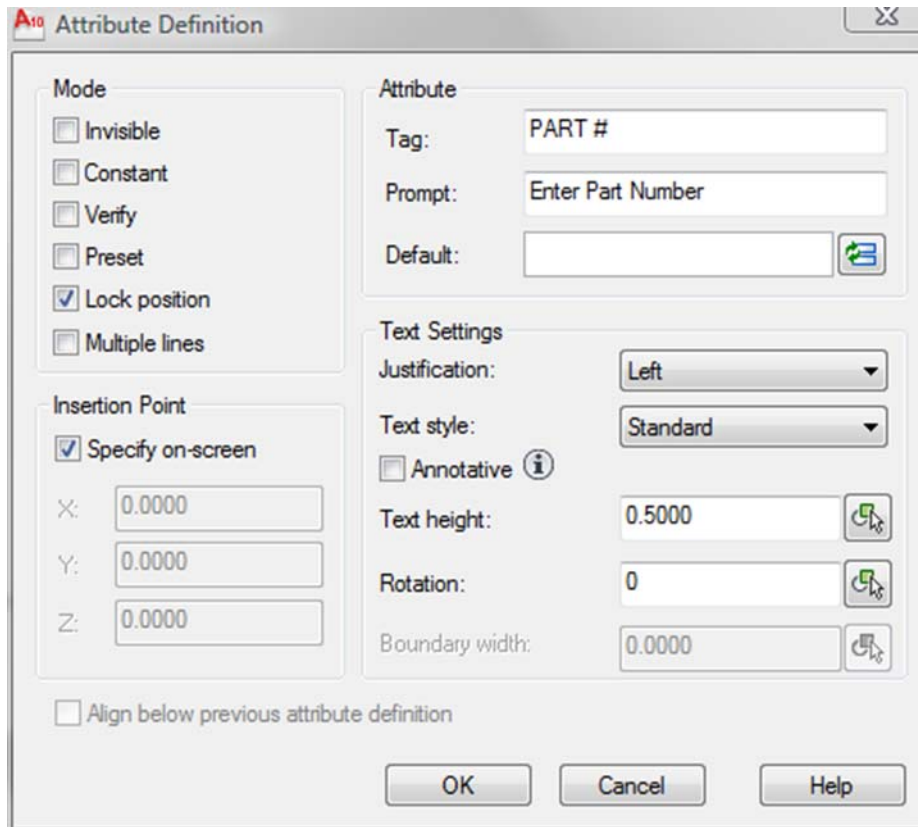 A10 Attribute Definition
Mode
Invisible
Constant
Verify
Preset
Lock position
Multiple lines
Insertion Point
Specify on-screen
X: 0.0000
Y: 0.0000
Z: 0.0000
Attribute
Tag: PART #
Prompt: Enter Part Number
Default:
Text Settings
Justification: Left
Text style: Standard
Annotative i
Text height: 0.5000
Rotation: 0
Boundary width: 0.0000
Align below previous attribute definition
OK Cancel Help